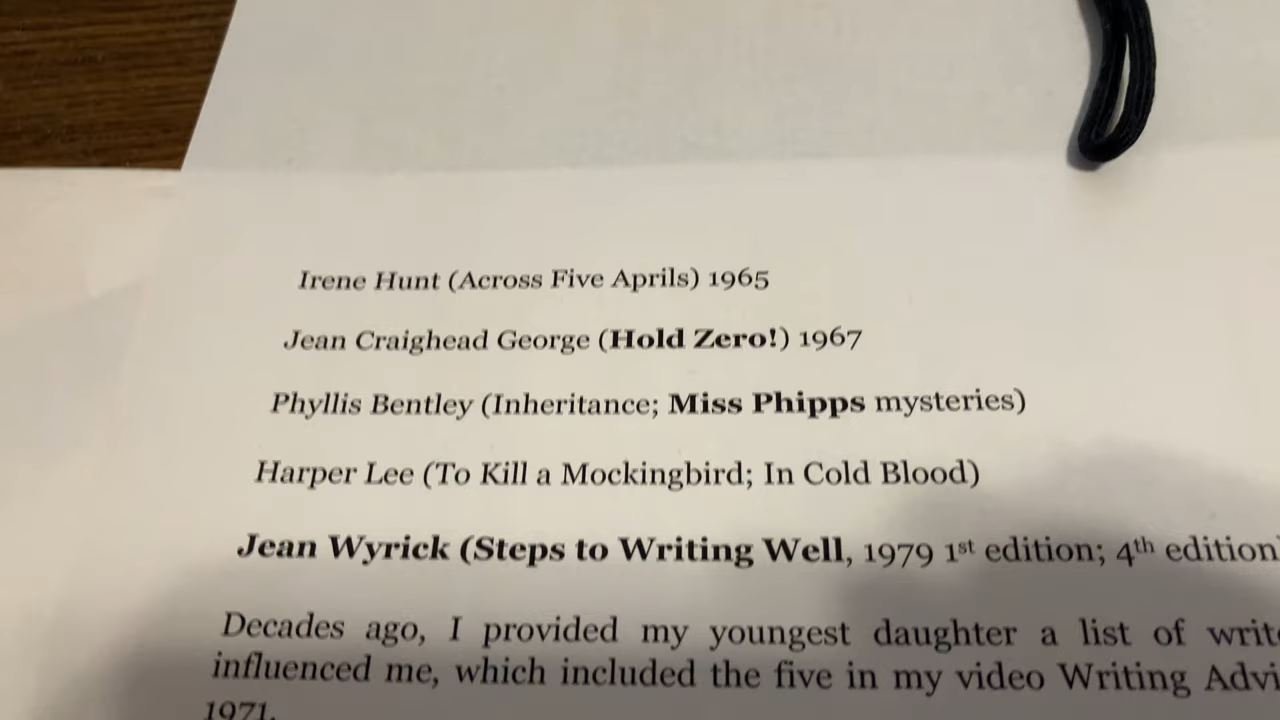 Irene Hunt (Across Five Aprils) 1965
Jean Craighead George (Hold Zero!) 1967
Phyllis Bentley (Inheritance; Miss Phipps mysteries)
Harper Lee (To Kill a Mockingbird; In Cold Blood)
Jean Wyrick (Steps to Writing Well, 1979 1st edition; 4th edition)
Decades ago, I provided my youngest daughter a list of
influenced me, which included the five in my video Writing
1971.